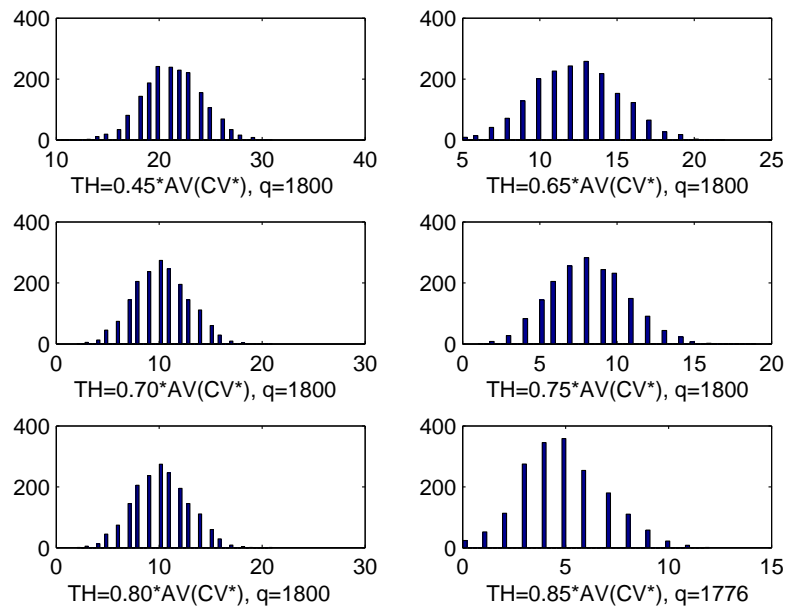 400
200
0
10 20 30 40
TH=0.45*AV(CV*), q=1800
400
200
0
5 10 15 20 25
TH=0.65*AV(CV*), q=1800
400
200
0
0 10 20 30
TH=0.70*AV(CV*), q=1800
400
200
0
0 5 10 15 20
TH=0.75*AV(CV*), q=1800
400
200
0
0 10 20 30
TH=0.80*AV(CV*), q=1800
400
200
0
0 5 10 15
TH=0.85*AV(CV*), q=1776